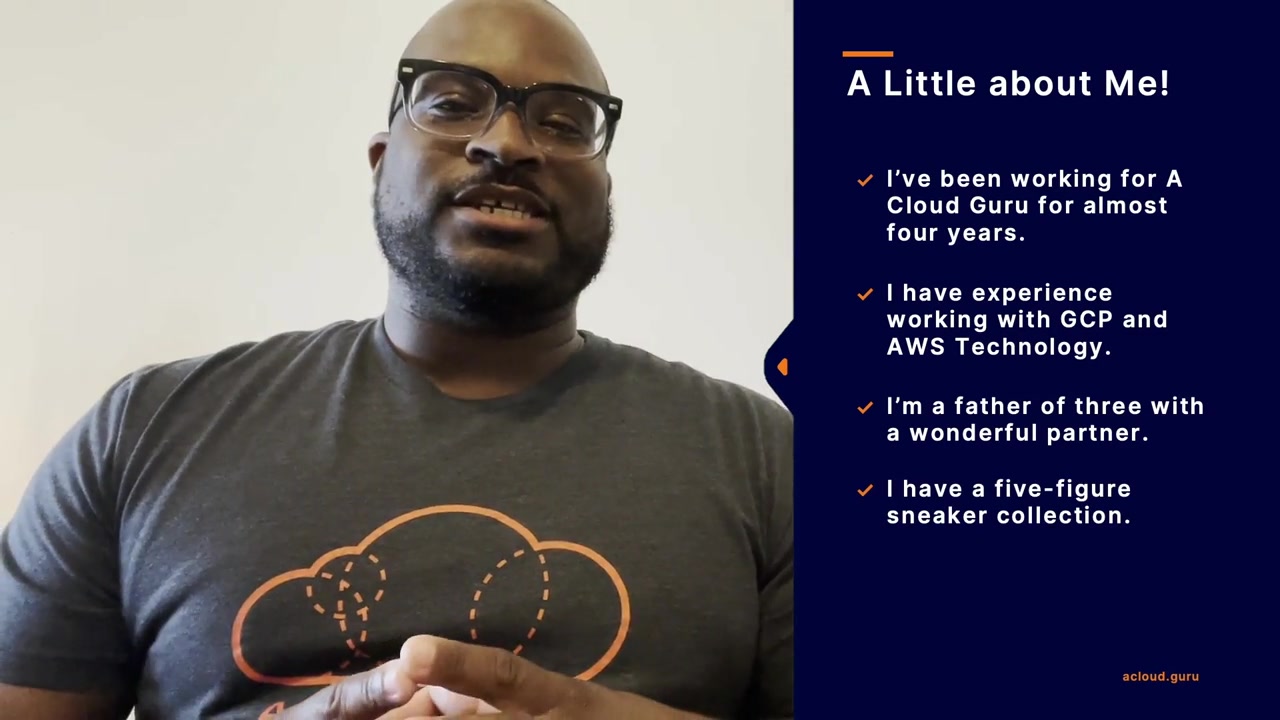 A Little about Me!
I’ve been working for A
Cloud Guru for almost
four years.
I have experience
working with GCP and
AWS Technology.
I’m a father of three with
a wonderful partner.
I have a five-figure
sneaker collection.
acloud.guru